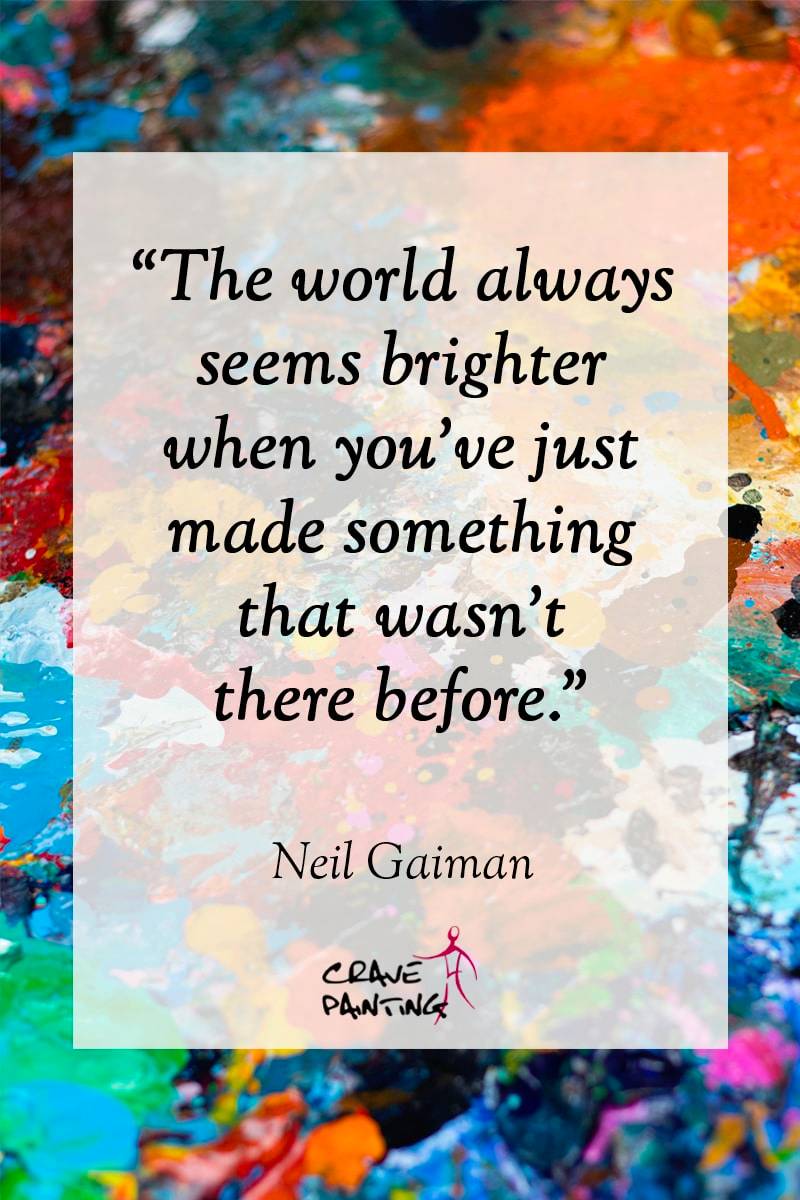 “The world always
seems brighter
when you’ve just
made something
that wasn’t
there before.”
Neil Gaiman
CRAVE
PAINTING